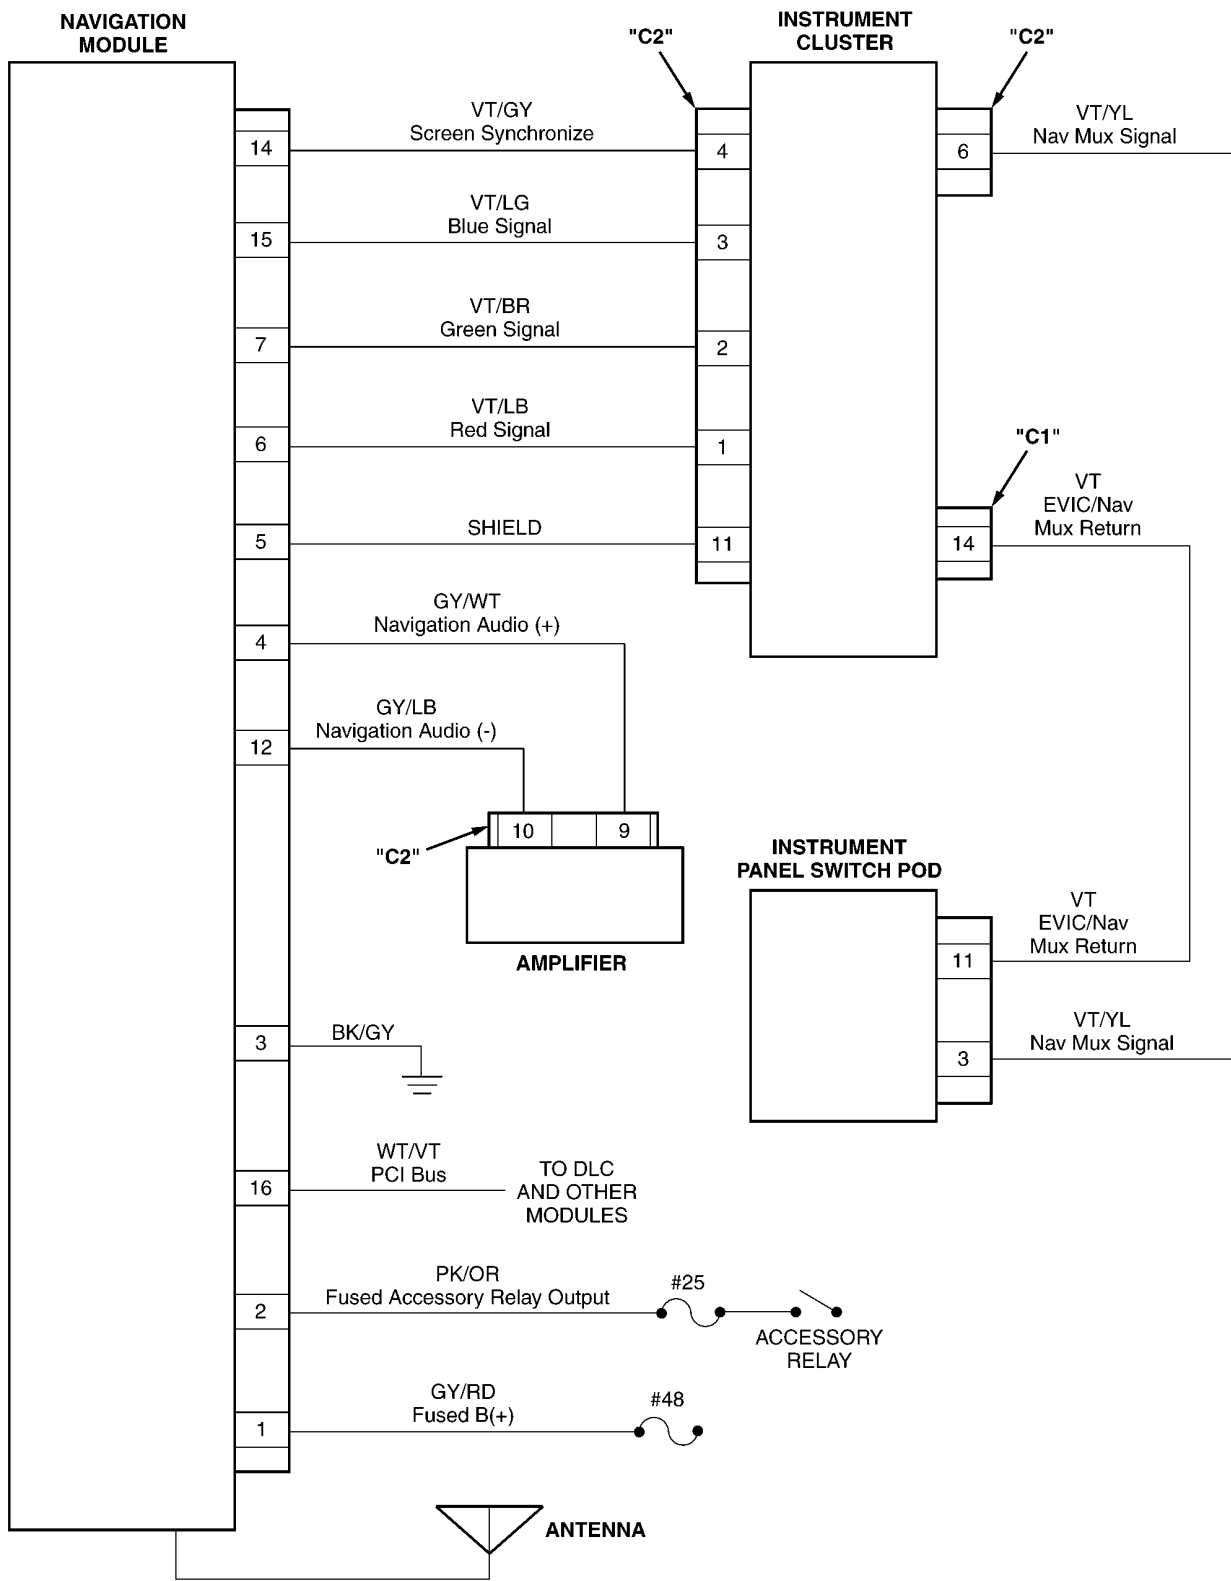 NAVIGATION
MODULE
INSTRUMENT
CLUSTER
"C2"
"C2"
14
VT/GY
Screen Synchronize
4
6
VT/YL
Nav Mux Signal
15
VT/LG
Blue Signal
3
7
VT/BR
Green Signal
2
6
VT/LB
Red Signal
1
"C1"
5
SHIELD
11
14
VT
EVIC/Nav
Mux Return
4
GY/WT
Navigation Audio (+)
12
GY/LB
Navigation Audio (-)
"C2"
10
9
AMPLIFIER
INSTRUMENT
PANEL SWITCH POD
11
VT
EVIC/Nav
Mux Return
3
VT/YL
Nav Mux Signal
3
BK/GY
16
WT/VT
PCI Bus
TO DLC
AND OTHER
MODULES
2
PK/OR
Fused Accessory Relay Output
#25
ACCESSORY
RELAY
1
GY/RD
Fused B(+)
#48
ANTENNA